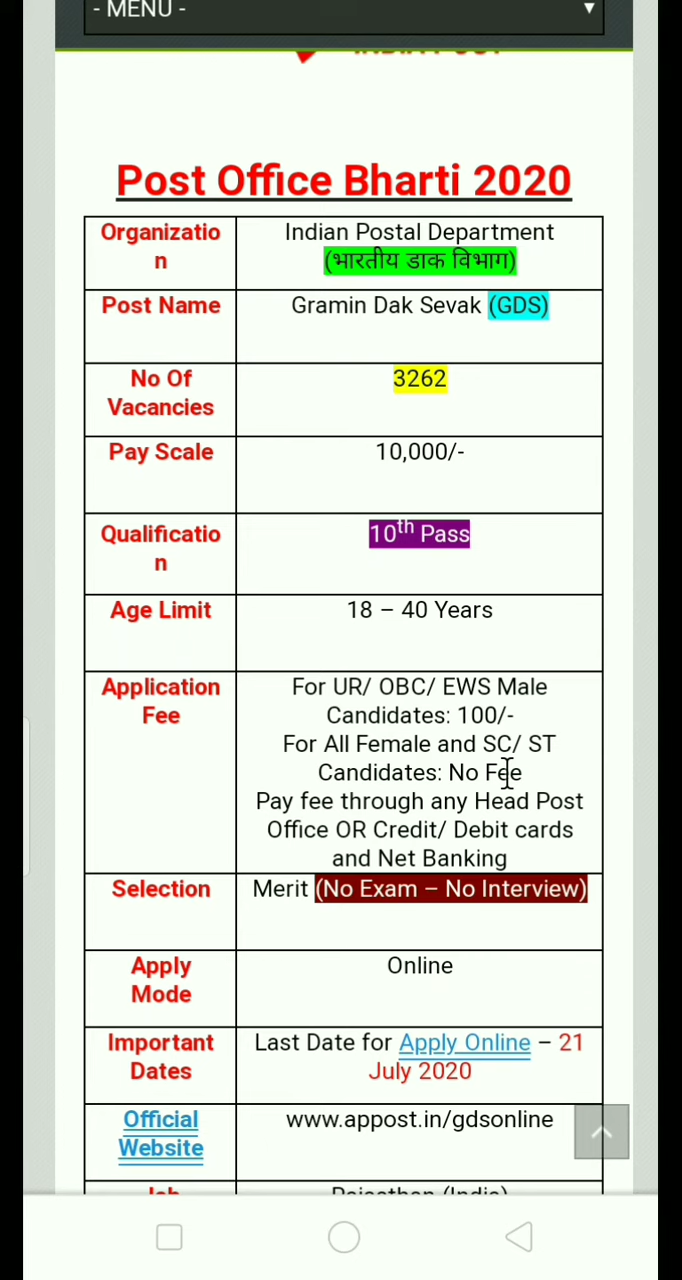 - MENU -
Post Office Bharti 2020
Organizatio
n
Indian Postal Department
(भारतीय डाक विभाग)
Post Name
Gramin Dak Sevak (GDS)
No Of
Vacancies
3262
Pay Scale
10,000/-
Qualificatio
n
10th Pass
Age Limit
18 – 40 Years
Application
Fee
For UR/ OBC/ EWS Male
Candidates: 100/-
For All Female and SC/ ST
Candidates: No Fee
Pay fee through any Head Post
Office OR Credit/ Debit cards
and Net Banking
Selection
Merit (No Exam – No Interview)
Apply
Mode
Online
Important
Dates
Last Date for Apply Online – 21
July 2020
Official
Website
www.appost.in/gdsonline
Job
Rajasthan (India)